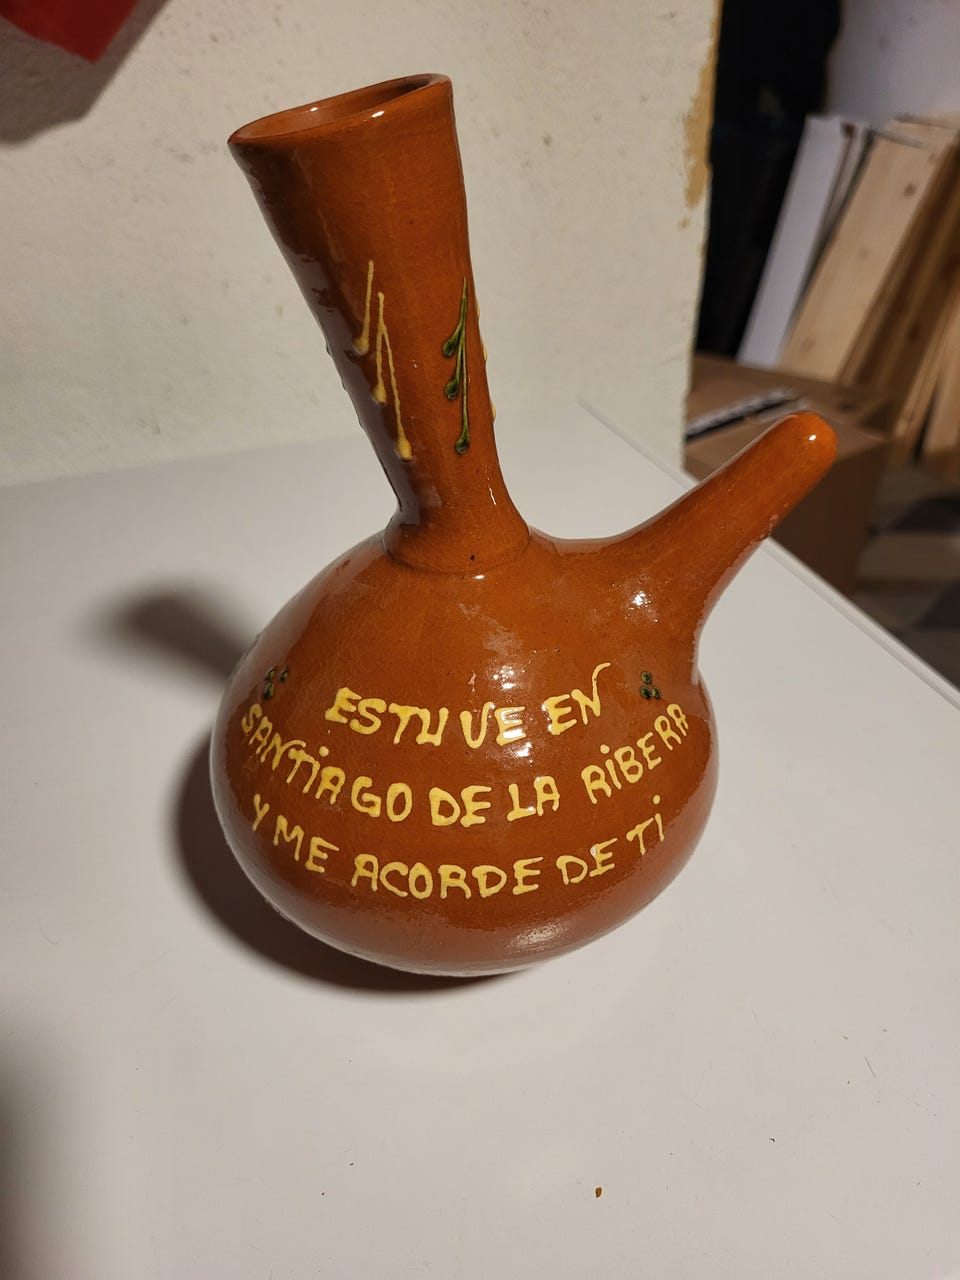 ESTUVE EN
SANTiAGO DE LA RiBERA
Y ME ACORDE DE Ti